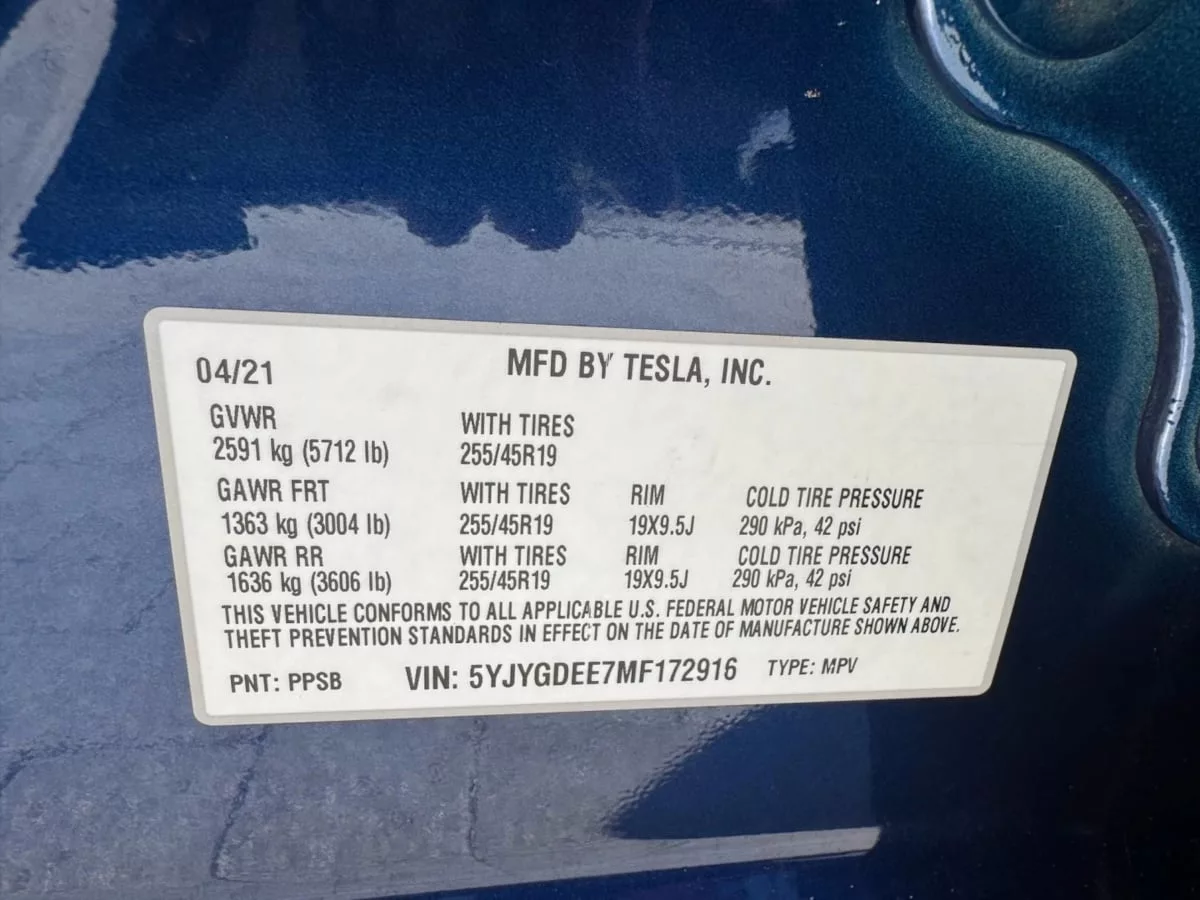 04/21 MFD BY TESLA, INC.
GVWR WITH TIRES
2591 kg (5712 lb) 255/45R19
GAWR FRT WITH TIRES RIM COLD TIRE PRESSURE
1363 kg (3004 lb) 255/45R19 19X9.5J 290 kPa, 42 psi
GAWR RR WITH TIRES RIM COLD TIRE PRESSURE
1636 kg (3606 lb) 255/45R19 19X9.5J 290 kPa, 42 psi
THIS VEHICLE CONFORMS TO ALL APPLICABLE U.S. FEDERAL MOTOR VEHICLE SAFETY AND
THEFT PREVENTION STANDARDS IN EFFECT ON THE DATE OF MANUFACTURE SHOWN ABOVE.
PNT: PPSB VIN: 5YJYGDEE7MF172916 TYPE: MPV